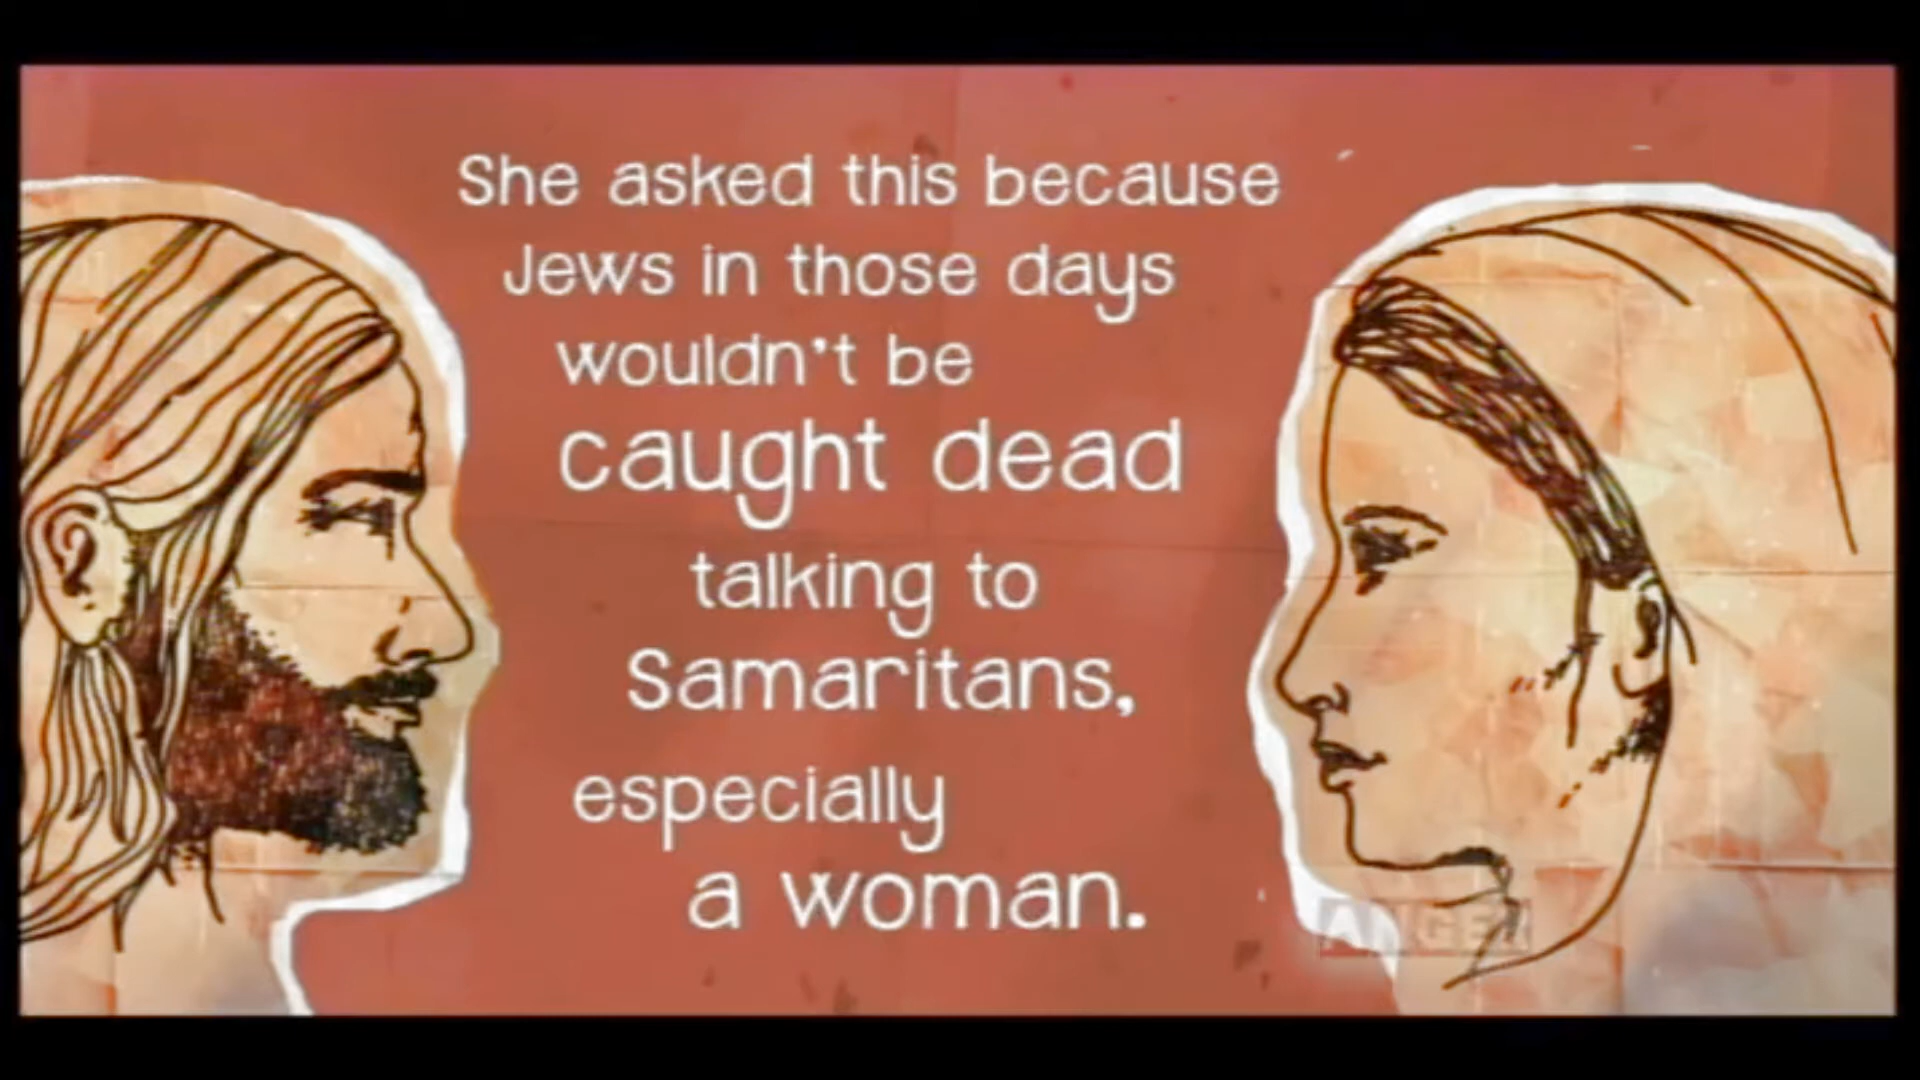 She asked this because
Jews in those days
wouldn't be
caught dead
talking to
Samaritans,
especially
a woman.